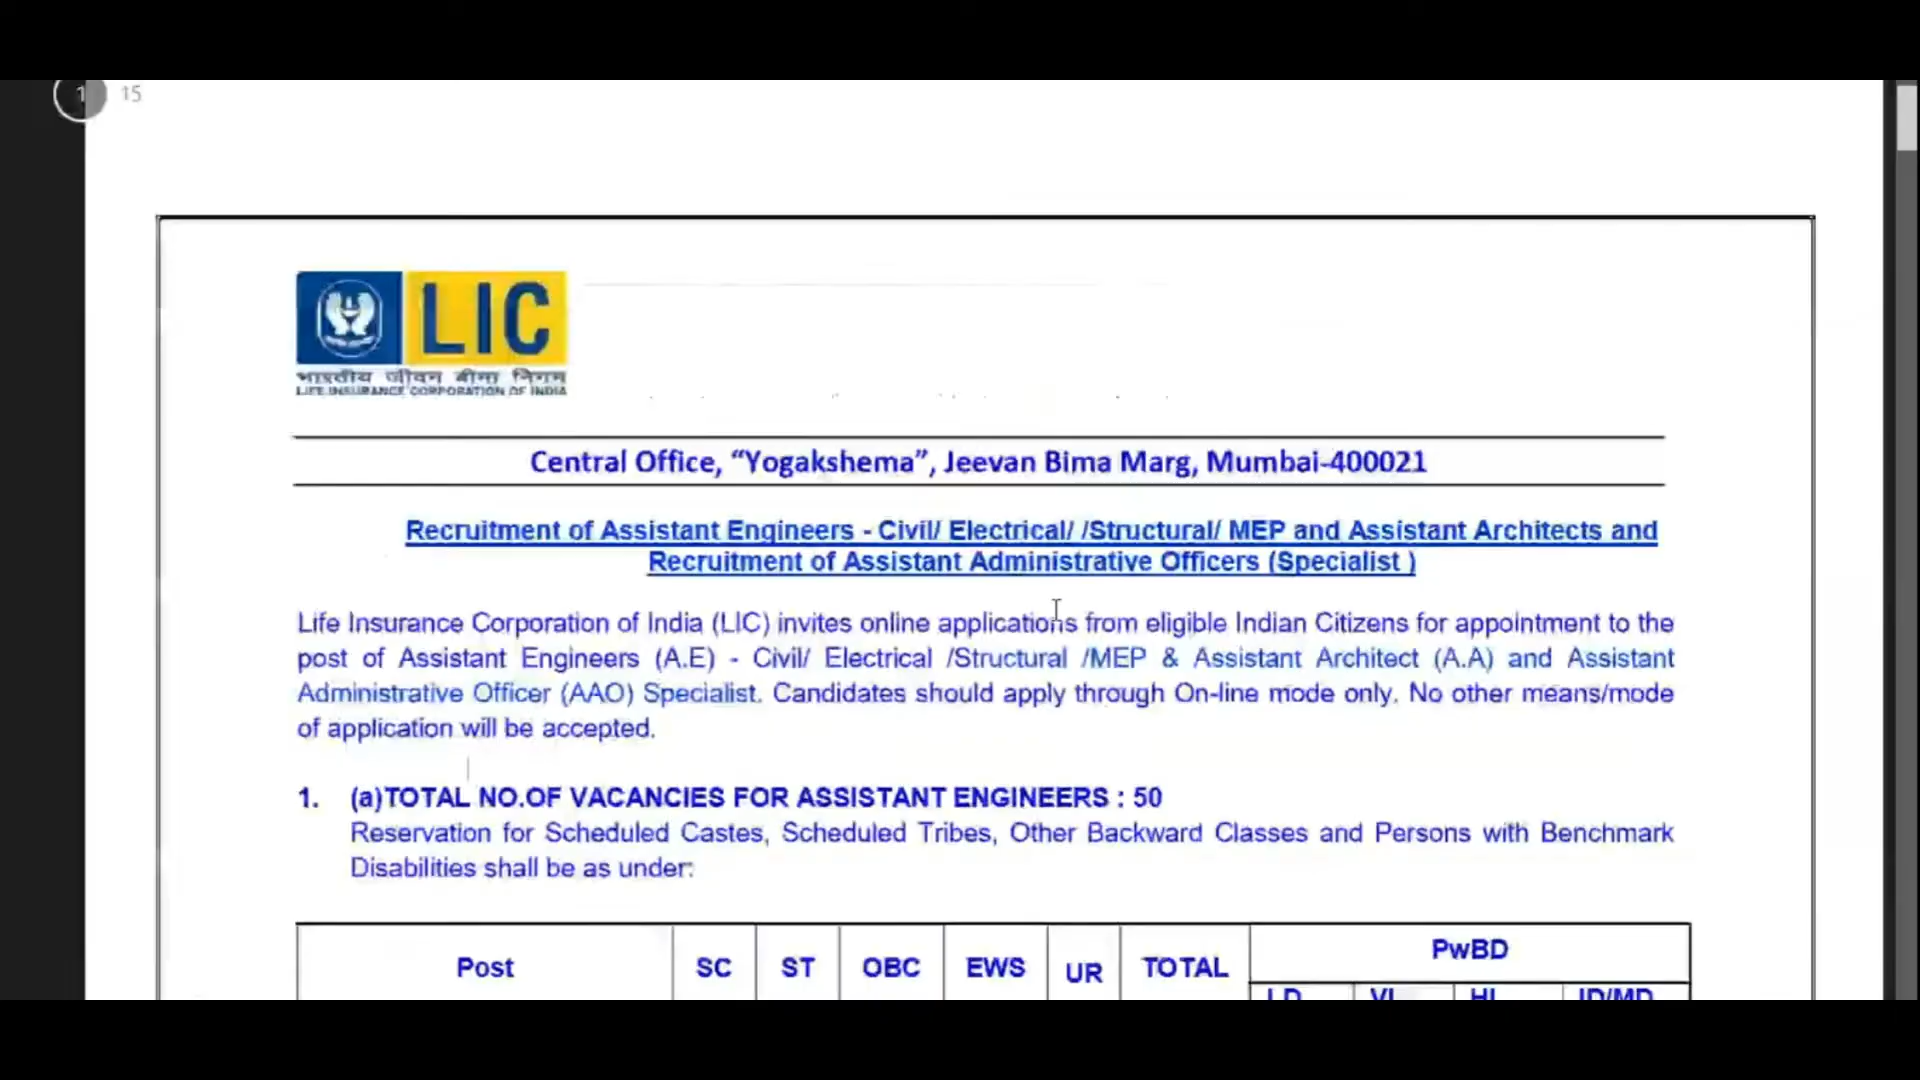 1 15
LIC
भारतीय जीवन बीमा निगम
LIFE INSURANCE CORPORATION OF INDIA
Central Office, “Yogakshema”, Jeevan Bima Marg, Mumbai-400021
Recruitment of Assistant Engineers - Civil/ Electrical/ /Structural/ MEP and Assistant Architects and
Recruitment of Assistant Administrative Officers (Specialist )
Life Insurance Corporation of India (LIC) invites online applications from eligible Indian Citizens for appointment to the
post of Assistant Engineers (A.E) - Civil/ Electrical /Structural /MEP & Assistant Architect (A.A) and Assistant
Administrative Officer (AAO) Specialist. Candidates should apply through On-line mode only. No other means/mode
of application will be accepted.
1. (a)TOTAL NO.OF VACANCIES FOR ASSISTANT ENGINEERS : 50
Reservation for Scheduled Castes, Scheduled Tribes, Other Backward Classes and Persons with Benchmark
Disabilities shall be as under:
Post SC ST OBC EWS UR TOTAL PwBD
LD VI HI ID/MD